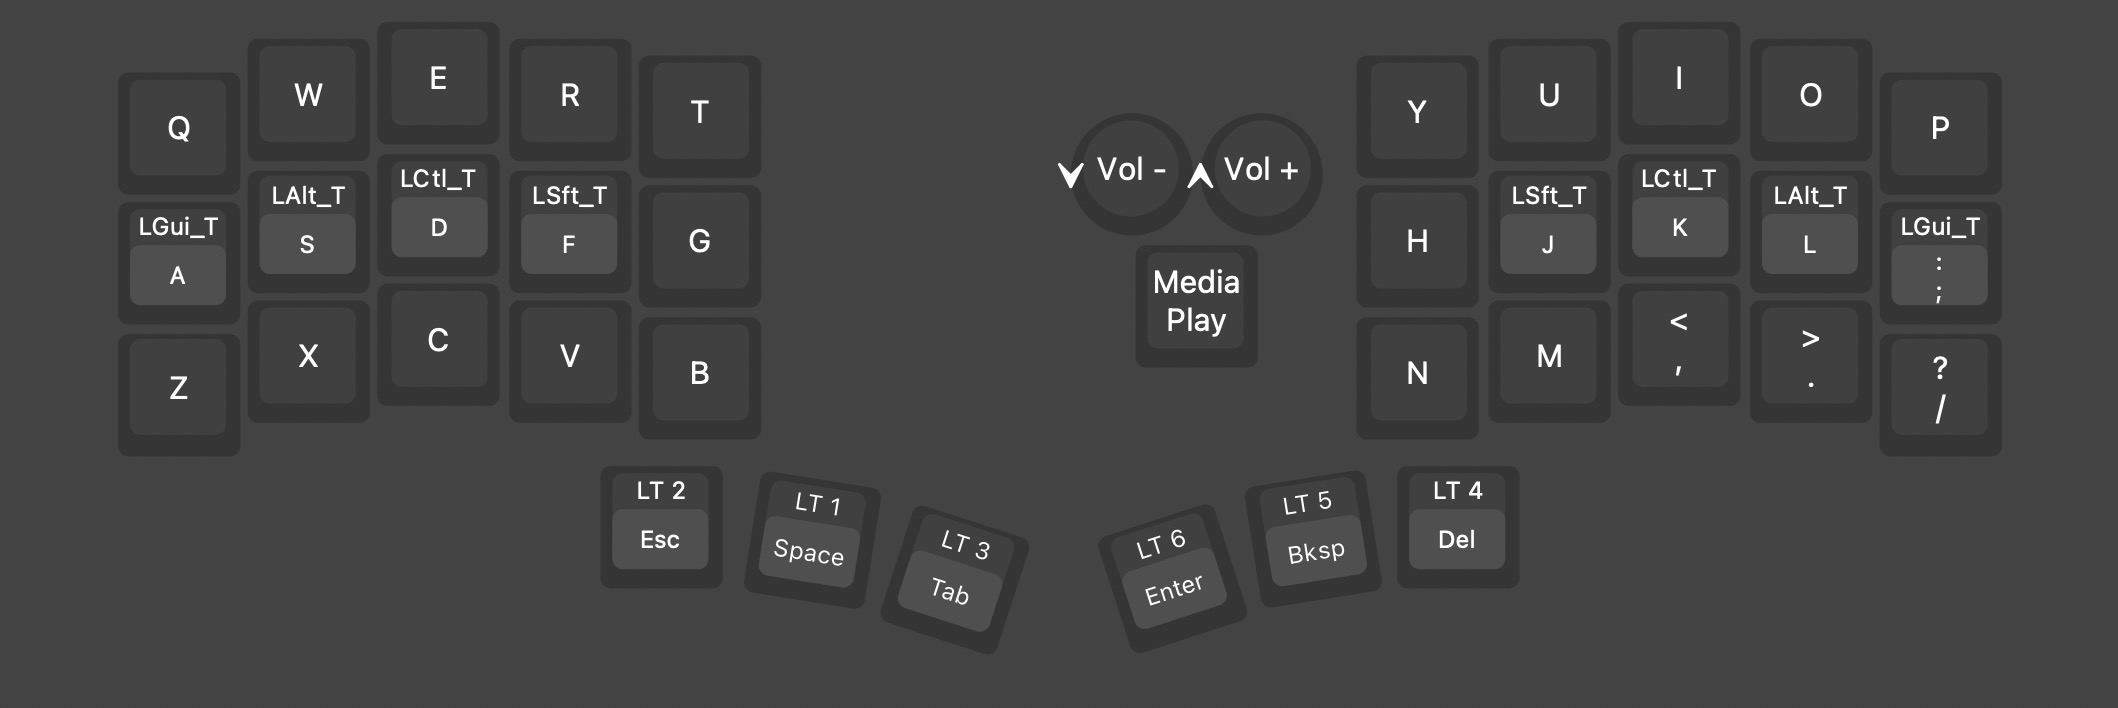 Q W E R T Y U I O P
Vol - Vol +
LGui_T LAlt_T LCtl_T LSft_T LSft_T LCtl_T LAlt_T LGui_T
A S D F G H J K L :
;
Media
Play
Z X C V B N M < > ?
, . /
LT 2 LT 1 LT 3 LT 6 LT 5 LT 4
Esc Space Tab Enter Bksp Del